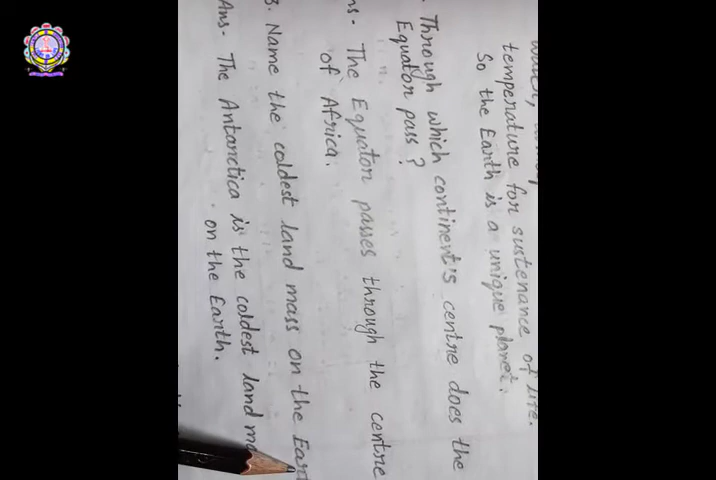 temperature for sustenance of life.
So the Earth is a unique planet.
Through which continent's centre does the
Equator pass?
ns- The Equator passes through the centre
of Africa.
3. Name the coldest land mass on the Ear
Ans- The Antarctica is the coldest land m
on the Earth.